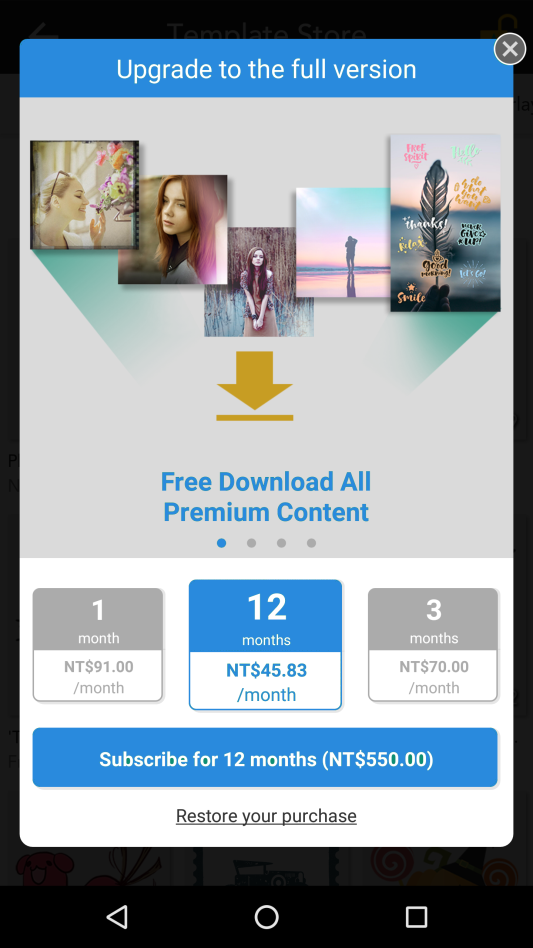 Template Store
Upgrade to the full version
FREE
SPIRIT
Hello
thanks!
Relax
never
GIVE
UP!
good
morning!
let's Go!
Smile
Free Download All
Premium Content
1
month
NT$91.00
/month
12
months
NT$45.83
/month
3
months
NT$70.00
/month
Subscribe for 12 months (NT$550.00)
Restore your purchase